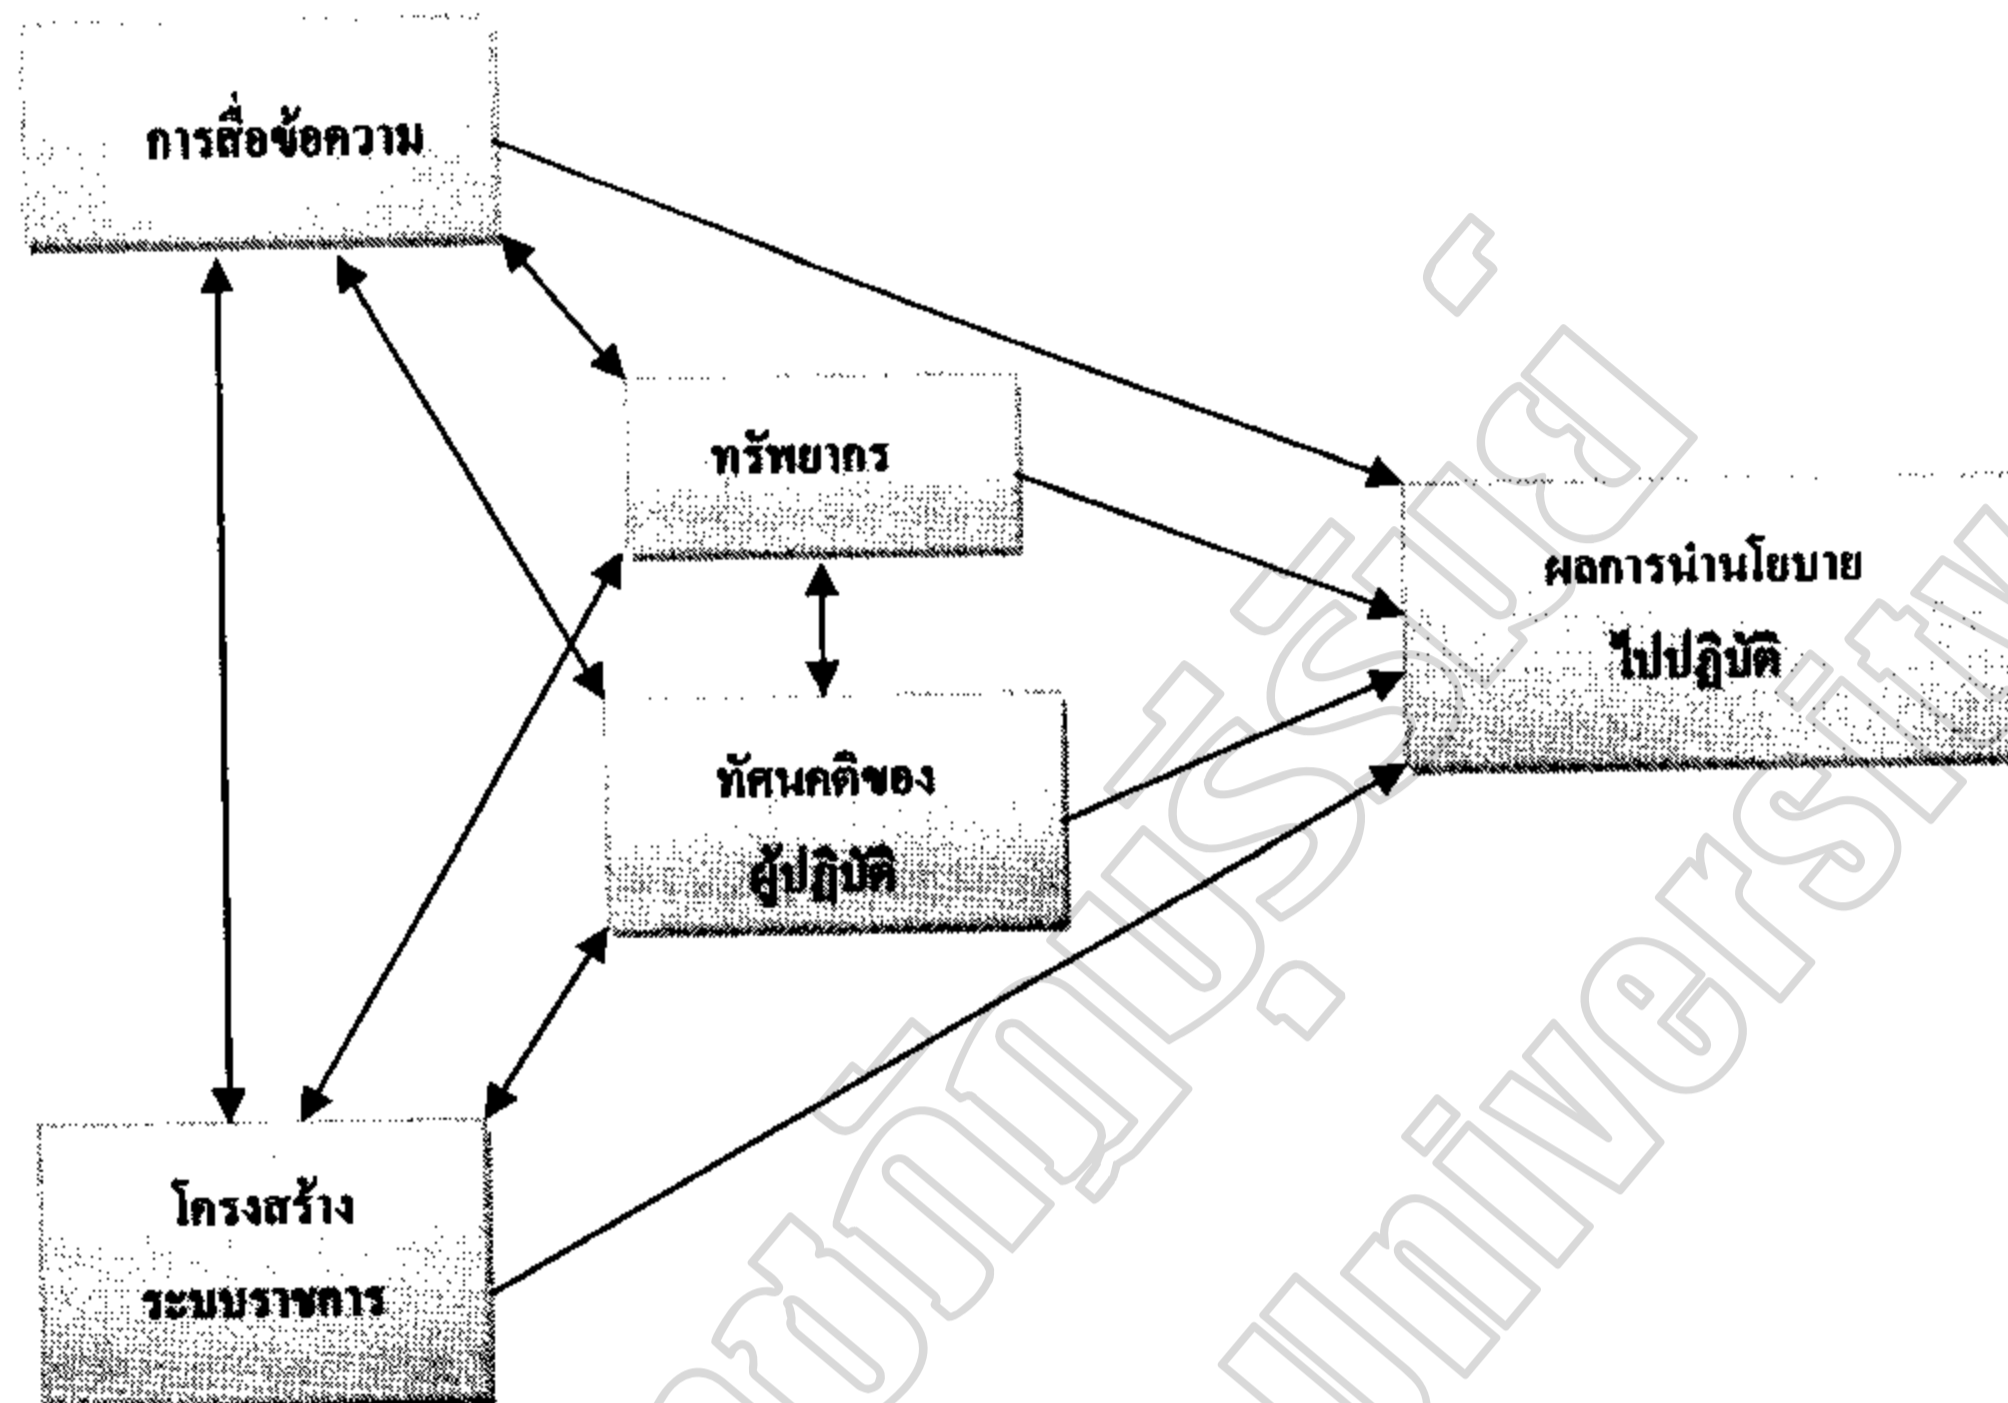 การสื่อข้อความ
ทรัพยากร
ผลการนำนโยบาย
ไปปฏิบัติ
ทัศนคติของ
ผู้ปฏิบัติ
โครงสร้าง
ระบบราชการ
University